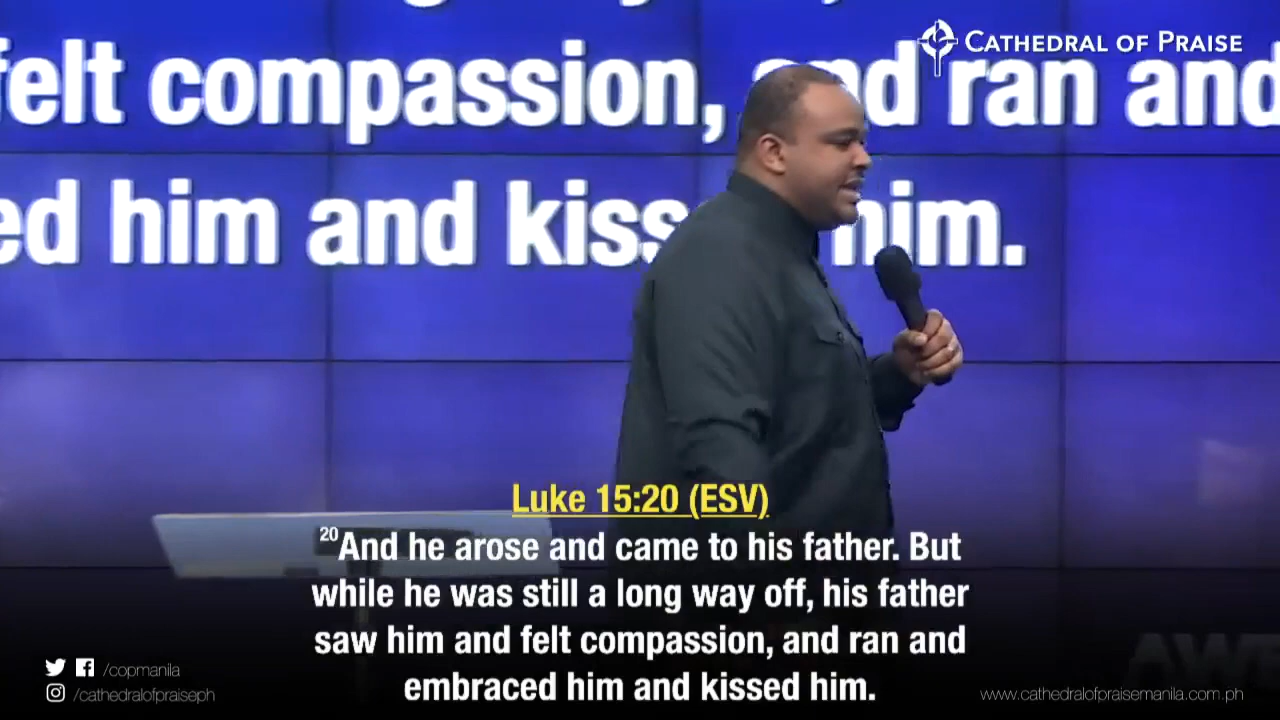 CATHEDRAL OF PRAISE
felt compassion, and ran and
ed him and kiss him.
Luke 15:20 (ESV)
20And he arose and came to his father. But
while he was still a long way off, his father
saw him and felt compassion, and ran and
embraced him and kissed him.
/copmanila
/cathedralofpraiseph
www.cathedralofpraisemanila.com.ph